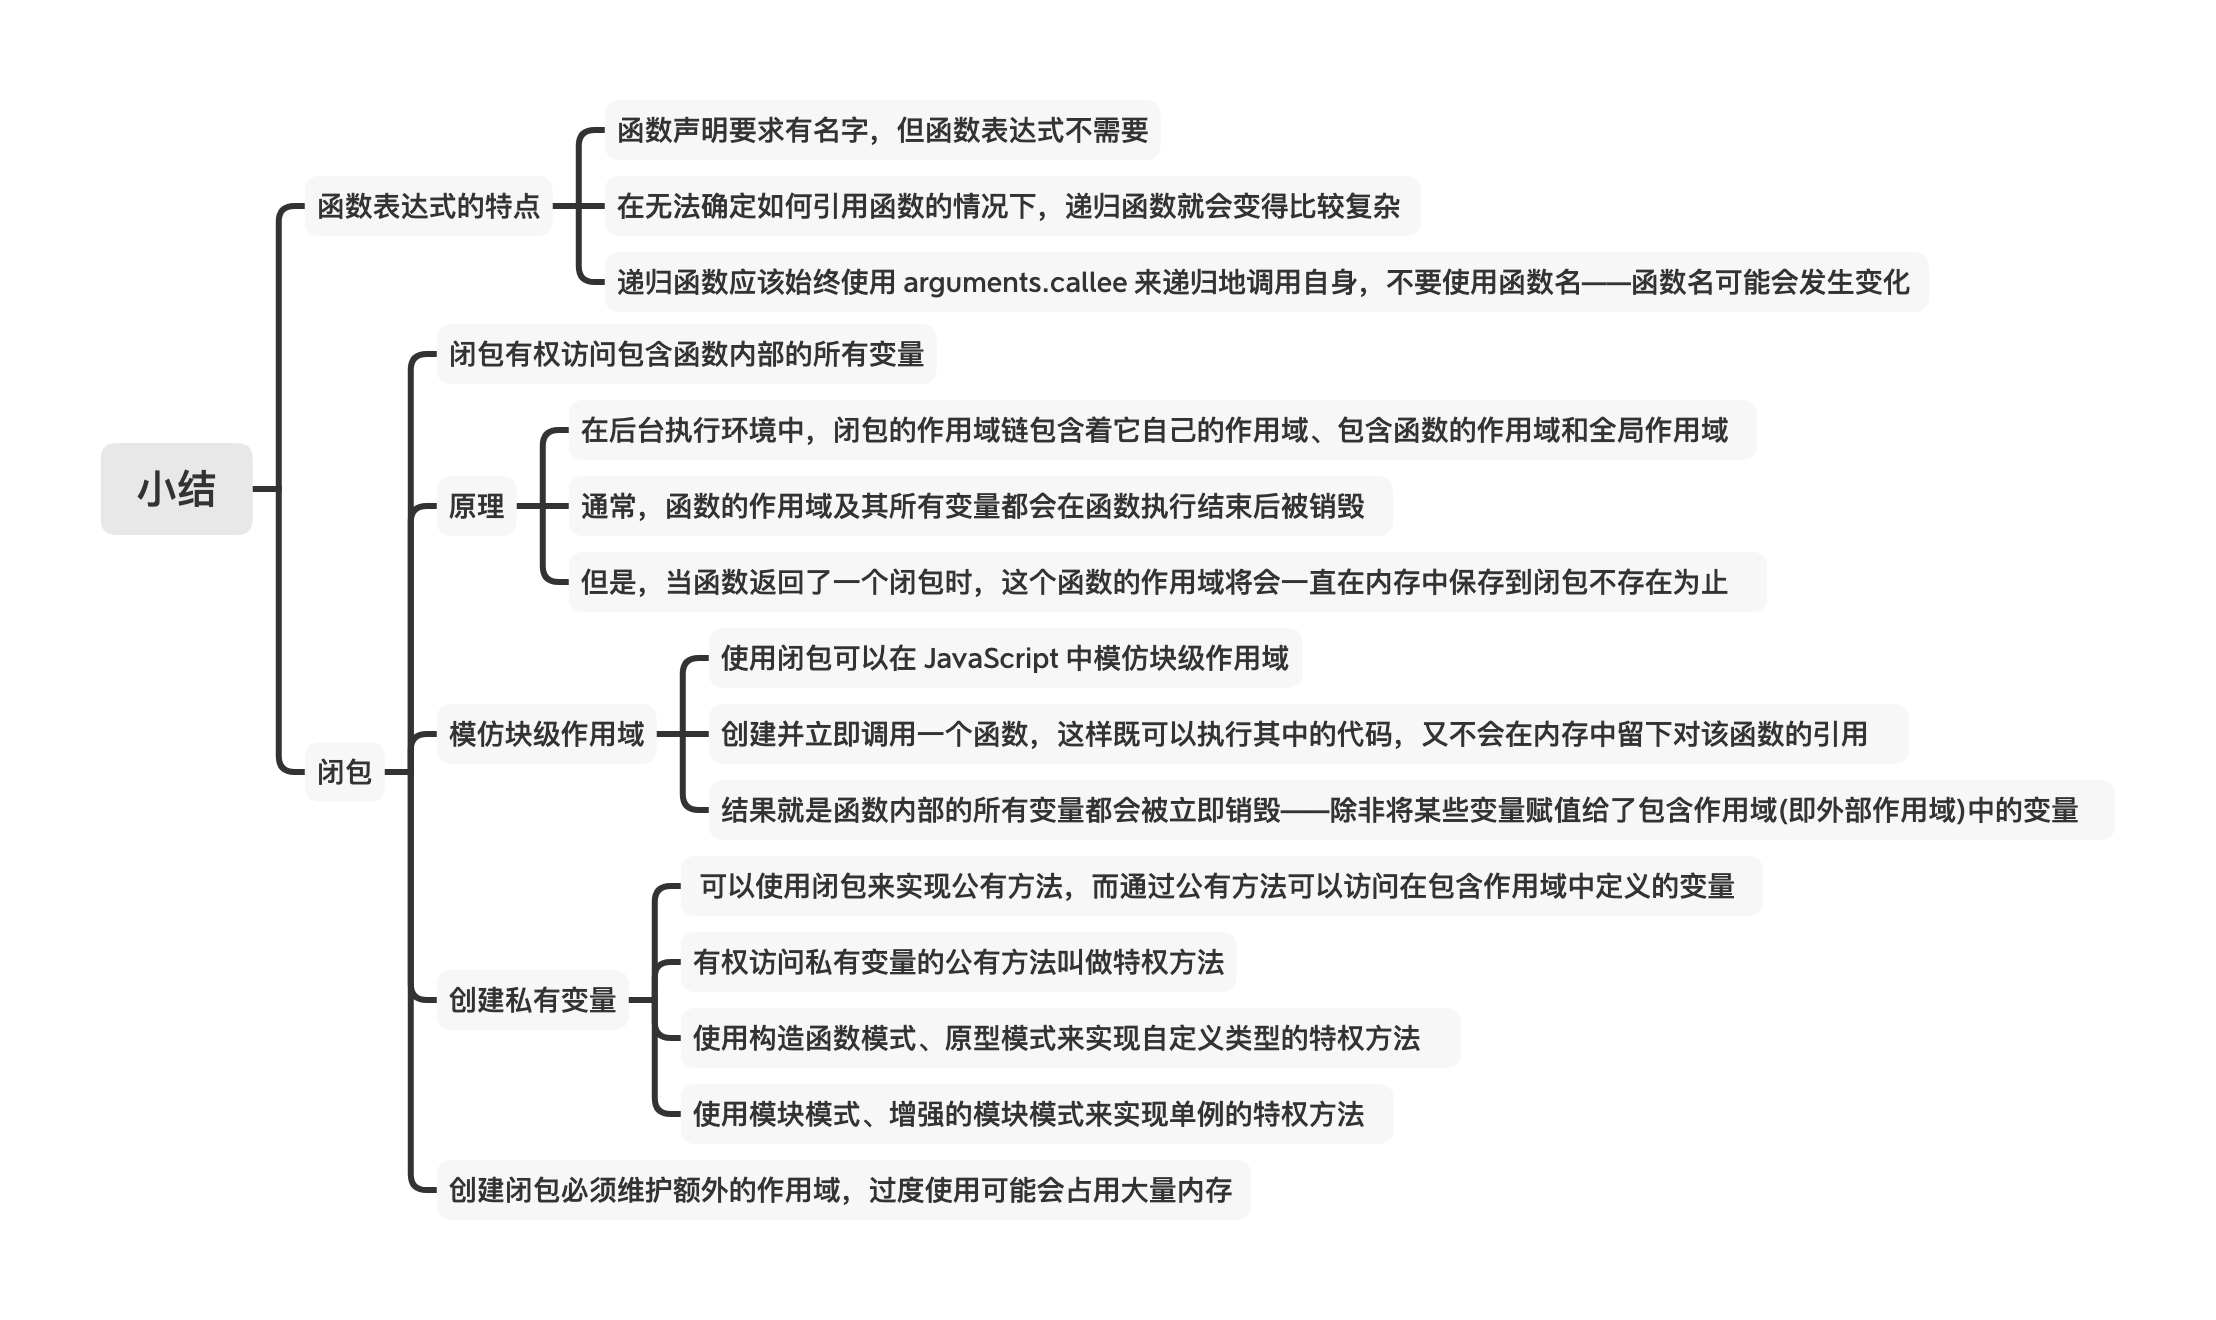 小结
函数表达式的特点
函数声明要求有名字，但函数表达式不需要
在无法确定如何引用函数的情况下，递归函数就会变得比较复杂
递归函数应该始终使用 arguments.callee 来递归地调用自身，不要使用函数名——函数名可能会发生变化
闭包
闭包有权访问包含函数内部的所有变量
原理
在后台执行环境中，闭包的作用域链包含着它自己的作用域、包含函数的作用域和全局作用域
通常，函数的作用域及其所有变量都会在函数执行结束后被销毁
但是，当函数返回了一个闭包时，这个函数的作用域将会一直在内存中保存到闭包不存在为止
模仿块级作用域
使用闭包可以在 JavaScript 中模仿块级作用域
创建并立即调用一个函数，这样既可以执行其中的代码，又不会在内存中留下对该函数的引用
结果就是函数内部的所有变量都会被立即销毁——除非将某些变量赋值给了包含作用域(即外部作用域)中的变量
创建私有变量
可以使用闭包来实现公有方法，而通过公有方法可以访问在包含作用域中定义的变量
有权访问私有变量的公有方法叫做特权方法
使用构造函数模式、原型模式来实现自定义类型的特权方法
使用模块模式、增强的模块模式来实现单例的特权方法
创建闭包必须维护额外的作用域，过度使用可能会占用大量内存